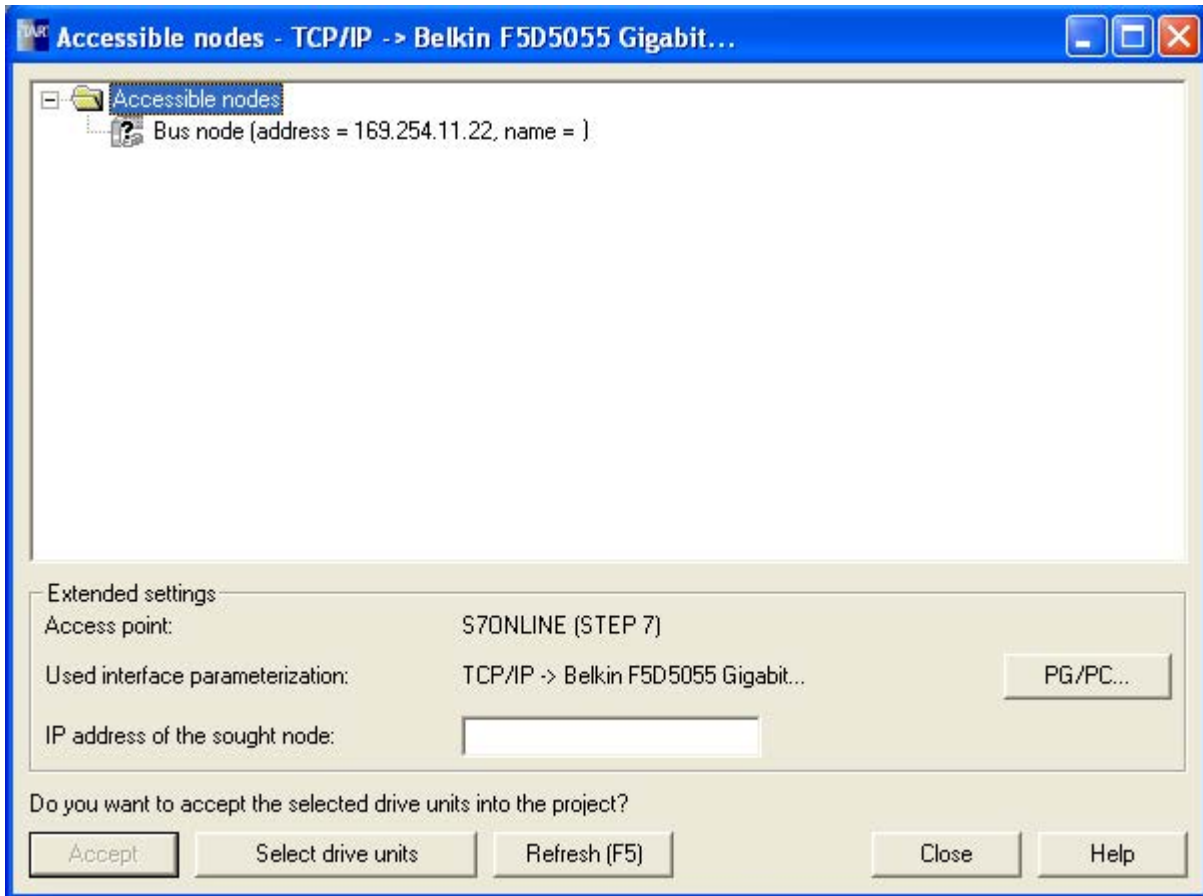 Accessible nodes - TCP/IP -> Belkin F5D5055 Gigabit...
Accessible nodes
Bus node (address = 169.254.11.22, name = )
Extended settings
Access point: S7ONLINE (STEP 7)
Used interface parameterization: TCP/IP -> Belkin F5D5055 Gigabit... PG/PC...
IP address of the sought node:
Do you want to accept the selected drive units into the project?
Accept Select drive units Refresh (F5) Close Help